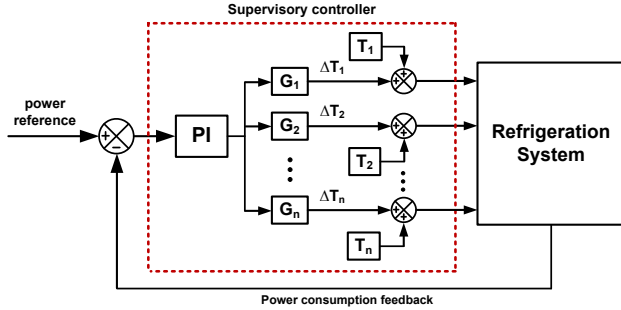 Supervisory controller
T1
ΔT1
G1
power
reference
ΔT2
PI
G2
Refrigeration
System
T2
ΔTn
Gn
Tn
Power consumption feedback